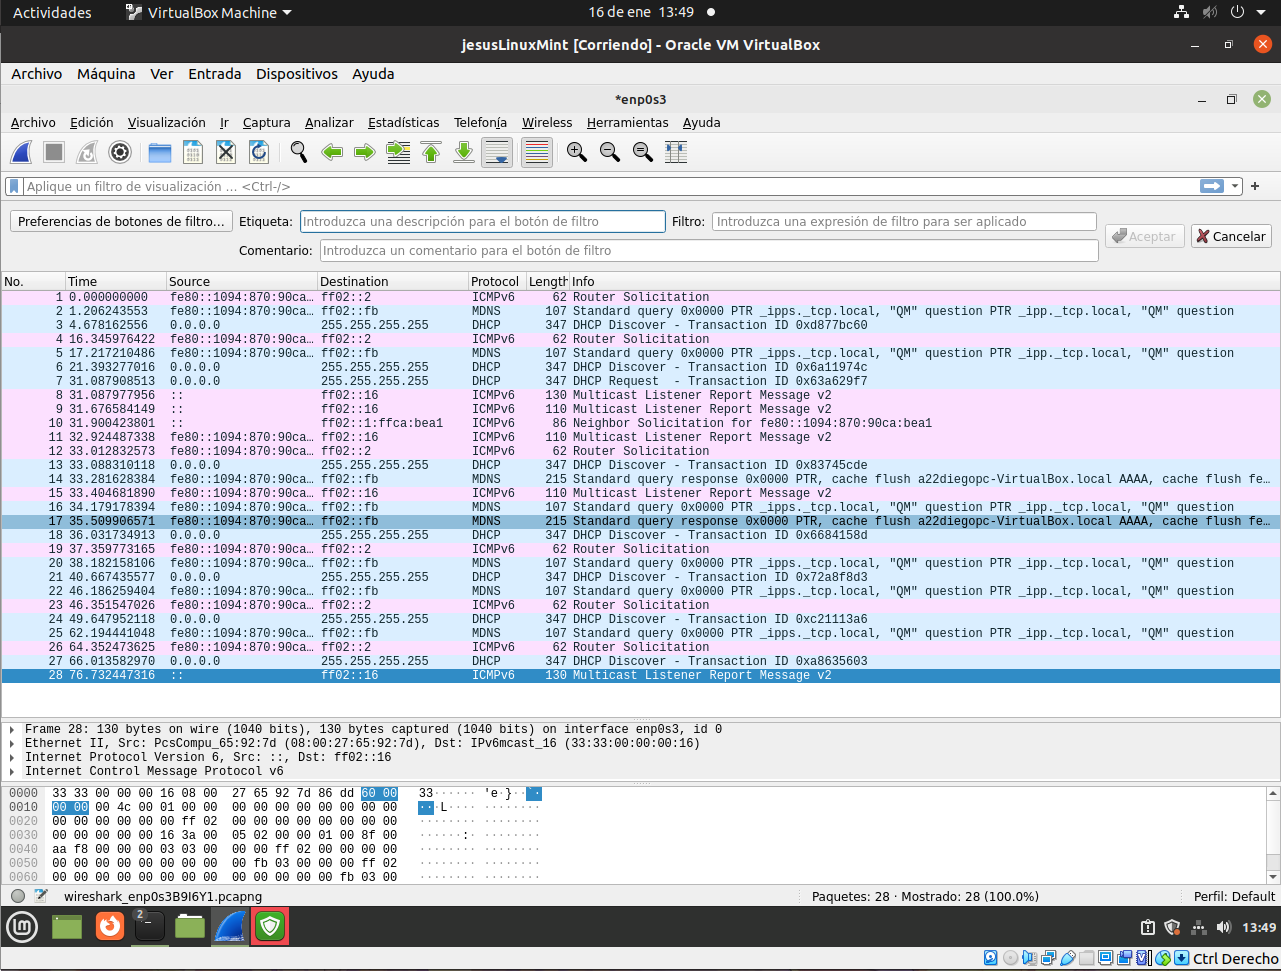 Actividades VirtualBox Machine 16 de ene 13:49
jesusLinuxMint [Corriendo] - Oracle VM VirtualBox
Archivo Máquina Ver Entrada Dispositivos Ayuda
*enp0s3
Archivo Edición Visualización Ir Captura Analizar Estadísticas Telefonía Wireless Herramientas Ayuda
Aplique un filtro de visualización … <Ctrl-/>
Preferencias de botones de filtro… Etiqueta: Introduzca una descripción para el botón de filtro Filtro: Introduzca una expresión de filtro para ser aplicado Aceptar Cancelar
Comentario: Introduzca un comentario para el botón de filtro
No. Time Source Destination Protocol Length Info
1 0.000000000 fe80::1094:870:90ca… ff02::2 ICMPv6 62 Router Solicitation
2 1.206243553 fe80::1094:870:90ca… ff02::fb MDNS 107 Standard query 0x0000 PTR _ipps._tcp.local, "QM" question PTR _ipp._tcp.local, "QM" question
3 4.678162556 0.0.0.0 255.255.255.255 DHCP 347 DHCP Discover - Transaction ID 0xd877bc60
4 16.345976422 fe80::1094:870:90ca… ff02::2 ICMPv6 62 Router Solicitation
5 17.217210486 fe80::1094:870:90ca… ff02::fb MDNS 107 Standard query 0x0000 PTR _ipps._tcp.local, "QM" question PTR _ipp._tcp.local, "QM" question
6 21.393277016 0.0.0.0 255.255.255.255 DHCP 347 DHCP Discover - Transaction ID 0x6a11974c
7 31.087908513 0.0.0.0 255.255.255.255 DHCP 347 DHCP Request - Transaction ID 0x63a629f7
8 31.087977956 :: ff02::16 ICMPv6 130 Multicast Listener Report Message v2
9 31.676584149 :: ff02::16 ICMPv6 110 Multicast Listener Report Message v2
10 31.900423801 :: ff02::1:ffca:bea1 ICMPv6 86 Neighbor Solicitation for fe80::1094:870:90ca:bea1
11 32.924487338 fe80::1094:870:90ca… ff02::16 ICMPv6 110 Multicast Listener Report Message v2
12 33.012832573 fe80::1094:870:90ca… ff02::2 ICMPv6 62 Router Solicitation
13 33.088310118 0.0.0.0 255.255.255.255 DHCP 347 DHCP Discover - Transaction ID 0x83745cde
14 33.281628384 fe80::1094:870:90ca… ff02::fb MDNS 215 Standard query response 0x0000 PTR, cache flush a22diegopc-VirtualBox.local AAAA, cache flush fe…
15 33.404681890 fe80::1094:870:90ca… ff02::16 ICMPv6 110 Multicast Listener Report Message v2
16 34.179178394 fe80::1094:870:90ca… ff02::fb MDNS 107 Standard query 0x0000 PTR _ipps._tcp.local, "QM" question PTR _ipp._tcp.local, "QM" question
17 35.509906571 fe80::1094:870:90ca… ff02::fb MDNS 215 Standard query response 0x0000 PTR, cache flush a22diegopc-VirtualBox.local AAAA, cache flush fe…
18 36.031734913 0.0.0.0 255.255.255.255 DHCP 347 DHCP Discover - Transaction ID 0x6684158d
19 37.359773165 fe80::1094:870:90ca… ff02::2 ICMPv6 62 Router Solicitation
20 38.182158106 fe80::1094:870:90ca… ff02::fb MDNS 107 Standard query 0x0000 PTR _ipps._tcp.local, "QM" question PTR _ipp._tcp.local, "QM" question
21 40.667435577 0.0.0.0 255.255.255.255 DHCP 347 DHCP Discover - Transaction ID 0x72a8f8d3
22 46.186259404 fe80::1094:870:90ca… ff02::fb MDNS 107 Standard query 0x0000 PTR _ipps._tcp.local, "QM" question PTR _ipp._tcp.local, "QM" question
23 46.351547026 fe80::1094:870:90ca… ff02::2 ICMPv6 62 Router Solicitation
24 49.647952118 0.0.0.0 255.255.255.255 DHCP 347 DHCP Discover - Transaction ID 0xc21113a6
25 62.194441048 fe80::1094:870:90ca… ff02::fb MDNS 107 Standard query 0x0000 PTR _ipps._tcp.local, "QM" question PTR _ipp._tcp.local, "QM" question
26 64.352473625 fe80::1094:870:90ca… ff02::2 ICMPv6 62 Router Solicitation
27 66.013582970 0.0.0.0 255.255.255.255 DHCP 347 DHCP Discover - Transaction ID 0xa8635603
28 76.732447316 :: ff02::16 ICMPv6 130 Multicast Listener Report Message v2
Frame 28: 130 bytes on wire (1040 bits), 130 bytes captured (1040 bits) on interface enp0s3, id 0
Ethernet II, Src: PcsCompu_65:92:7d (08:00:27:65:92:7d), Dst: IPv6mcast_16 (33:33:00:00:00:16)
Internet Protocol Version 6, Src: ::, Dst: ff02::16
Internet Control Message Protocol v6
0000 33 33 00 00 00 16 08 00 27 65 92 7d 86 dd 60 00 33······ 'e·}··`·
0010 00 00 00 4c 00 01 00 00 00 00 00 00 00 00 00 00 ···L···· ········
0020 00 00 00 00 00 00 ff 02 00 00 00 00 00 00 00 00 ········ ········
0030 00 00 00 00 00 16 3a 00 05 02 00 00 01 00 8f 00 ······:· ········
0040 aa f8 00 00 00 03 03 00 00 00 ff 02 00 00 00 00 ········ ········
0050 00 00 00 00 00 00 00 00 00 fb 03 00 00 00 ff 02 ········ ········
0060 00 00 00 00 00 00 00 00 00 00 00 00 00 fb 03 00 ········ ········
wireshark_enp0s3B9I6Y1.pcapng Paquetes: 28 · Mostrado: 28 (100.0%) Perfil: Default
2 13:49
Ctrl Derecho